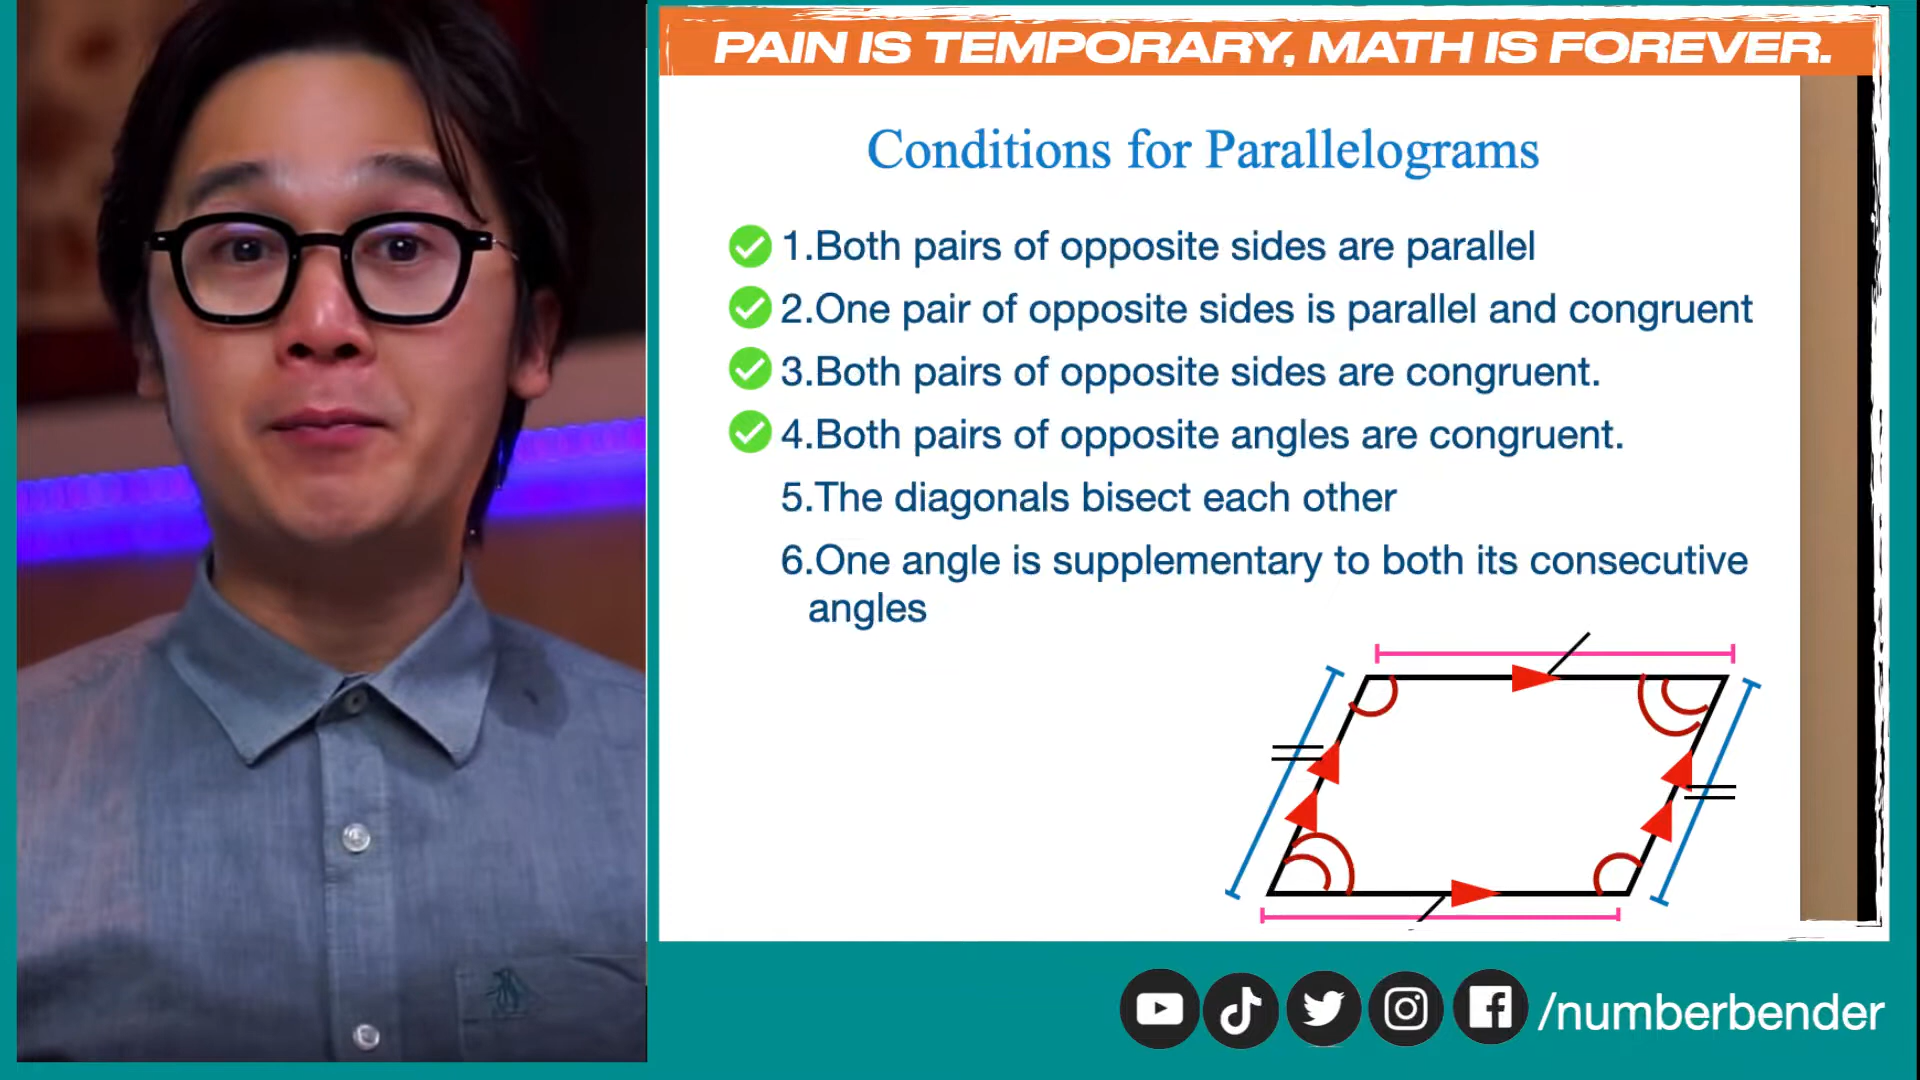 PAIN IS TEMPORARY, MATH IS FOREVER.
Conditions for Parallelograms
1.Both pairs of opposite sides are parallel
2.One pair of opposite sides is parallel and congruent
3.Both pairs of opposite sides are congruent.
4.Both pairs of opposite angles are congruent.
5.The diagonals bisect each other
6.One angle is supplementary to both its consecutive
angles
/numberbender